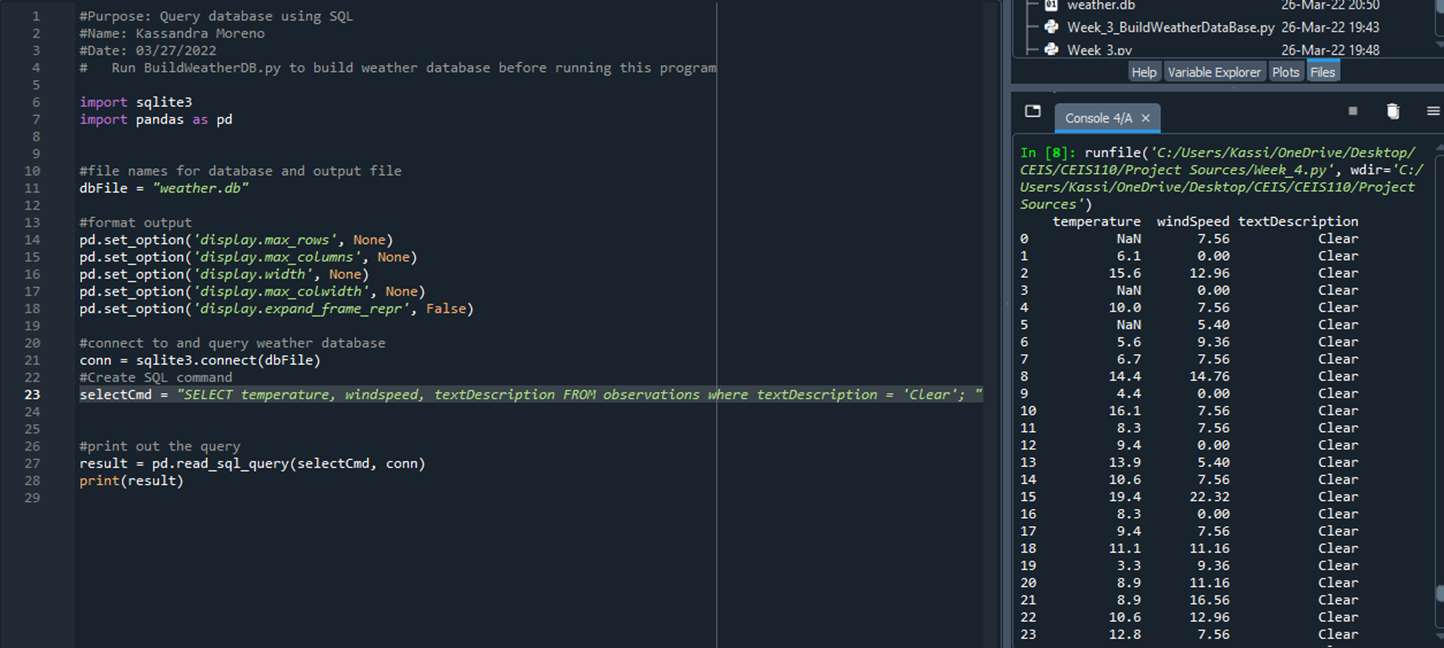 1 #Purpose: Query database using SQL
2 #Name: Kassandra Moreno
3 #Date: 03/27/2022
4 #   Run BuildWeatherDB.py to build weather database before running this program
5
6 import sqlite3
7 import pandas as pd
8
9
10 #file names for database and output file
11 dbFile = "weather.db"
12
13 #format output
14 pd.set_option('display.max_rows', None)
15 pd.set_option('display.max_columns', None)
16 pd.set_option('display.width', None)
17 pd.set_option('display.max_colwidth', None)
18 pd.set_option('display.expand_frame_repr', False)
19
20 #connect to and query weather database
21 conn = sqlite3.connect(dbFile)
22 #Create SQL command
23 selectCmd = "SELECT temperature, windspeed, textDescription FROM observations where textDescription = 'Clear'; "
24
25
26 #print out the query
27 result = pd.read_sql_query(selectCmd, conn)
28 print(result)
29
weather.db 26-Mar-22 20:50
Week_3_BuildWeatherDataBase.py 26-Mar-22 19:43
Week_3.py 26-Mar-22 19:48
Help Variable Explorer Plots Files
Console 4/A
In [8]: runfile('C:/Users/Kassi/OneDrive/Desktop/
CEIS/CEIS110/Project Sources/Week_4.py', wdir='C:/
Users/Kassi/OneDrive/Desktop/CEIS/CEIS110/Project
Sources')
temperature windSpeed textDescription
0 NaN 7.56 Clear
1 6.1 0.00 Clear
2 15.6 12.96 Clear
3 NaN 0.00 Clear
4 10.0 7.56 Clear
5 NaN 5.40 Clear
6 5.6 9.36 Clear
7 6.7 7.56 Clear
8 14.4 14.76 Clear
9 4.4 0.00 Clear
10 16.1 7.56 Clear
11 8.3 7.56 Clear
12 9.4 0.00 Clear
13 13.9 5.40 Clear
14 10.6 7.56 Clear
15 19.4 22.32 Clear
16 8.3 0.00 Clear
17 9.4 7.56 Clear
18 11.1 11.16 Clear
19 3.3 9.36 Clear
20 8.9 11.16 Clear
21 8.9 16.56 Clear
22 10.6 12.96 Clear
23 12.8 7.56 Clear